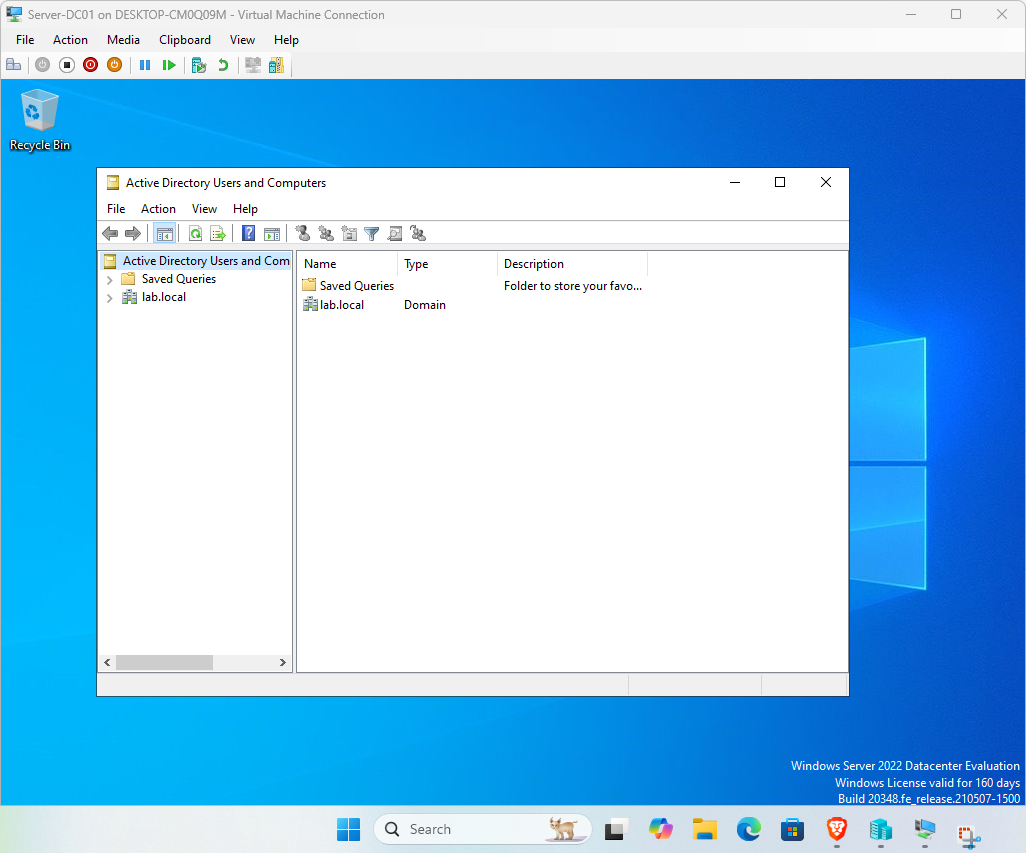 Server-DC01 on DESKTOP-CM0Q09M - Virtual Machine Connection
File Action Media Clipboard View Help
Recycle Bin
Active Directory Users and Computers
File Action View Help
Active Directory Users and Com
Saved Queries
lab.local
Name Type Description
Saved Queries Folder to store your favo...
lab.local Domain
Windows Server 2022 Datacenter Evaluation
Windows License valid for 160 days
Build 20348.fe_release.210507-1500
Search